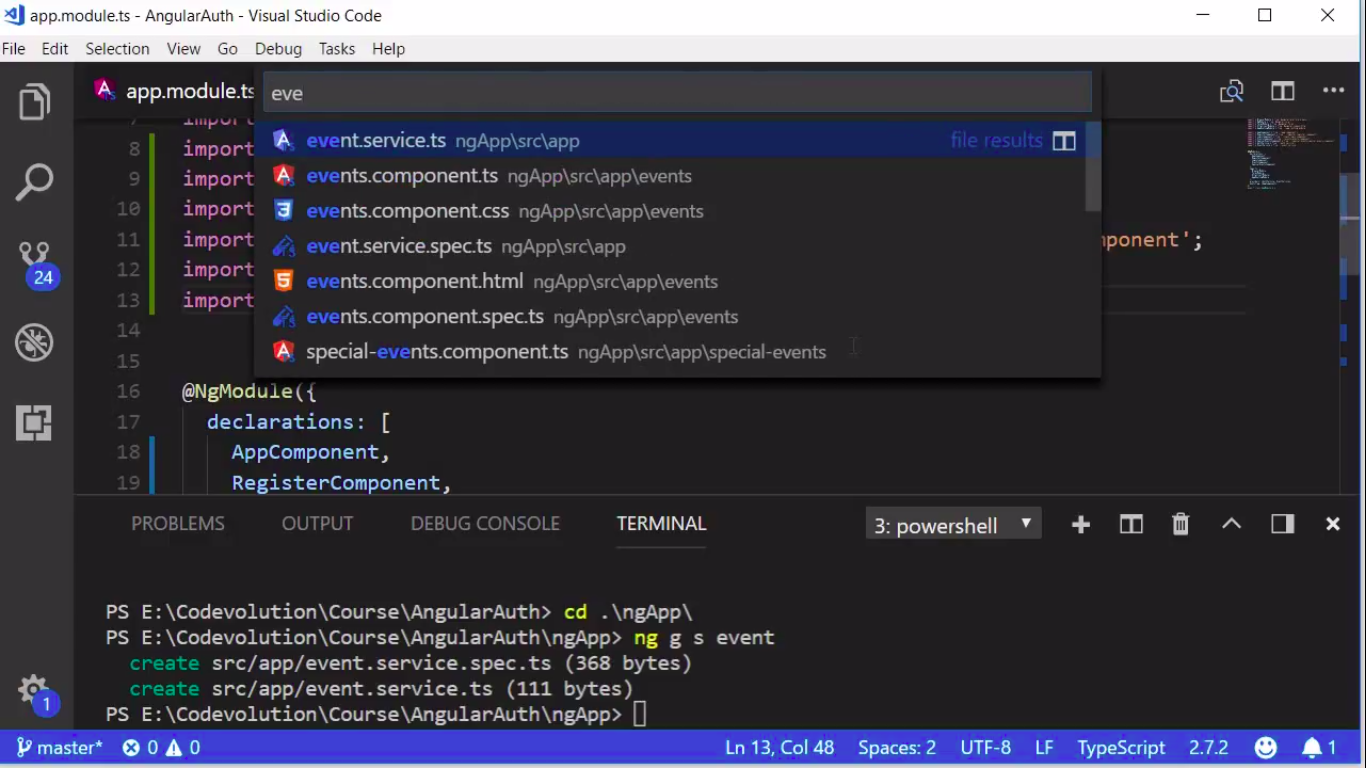 app.module.ts - AngularAuth - Visual Studio Code
File Edit Selection View Go Debug Tasks Help
app.module.ts
eve
event.service.ts ngApp\src\app file results
events.component.ts ngApp\src\app\events
events.component.css ngApp\src\app\events
event.service.spec.ts ngApp\src\app
events.component.html ngApp\src\app\events
events.component.spec.ts ngApp\src\app\events
special-events.component.ts ngApp\src\app\special-events
8 import
9 import
10 import
11 import mponent';
12 import
13 import
14
15
16 @NgModule({
17 declarations: [
18 AppComponent,
19 RegisterComponent,
24
1
PROBLEMS OUTPUT DEBUG CONSOLE TERMINAL 3: powershell
PS E:\Codevolution\Course\AngularAuth> cd .\ngApp\
PS E:\Codevolution\Course\AngularAuth\ngApp> ng g s event
create src/app/event.service.spec.ts (368 bytes)
create src/app/event.service.ts (111 bytes)
PS E:\Codevolution\Course\AngularAuth\ngApp>
master* 0 0 Ln 13, Col 48 Spaces: 2 UTF-8 LF TypeScript 2.7.2 1